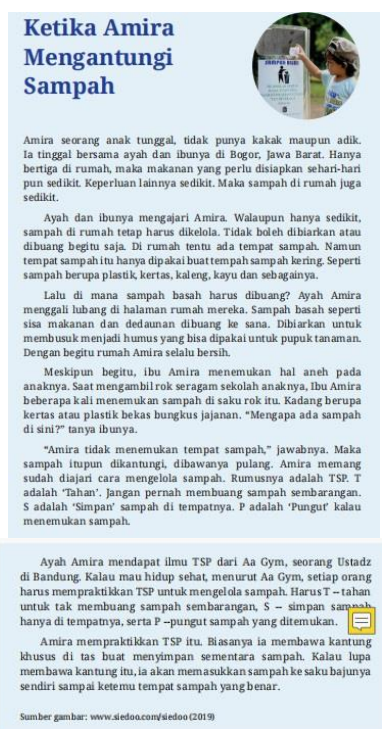 Ketika Amira
Mengantungi
Sampah
Amira seorang anak tunggal, tidak punya kakak maupun adik.
Ia tinggal bersama ayah dan ibunya di Bogor, Jawa Barat. Hanya
bertiga di rumah, maka makanan yang perlu disiapkan sehari-hari
pun sedikit. Keperluan lainnya sedikit. Maka sampah di rumah juga
sedikit.
Ayah dan ibunya mengajari Amira. Walaupun hanya sedikit,
sampah di rumah tetap harus dikelola. Tidak boleh dibiarkan atau
dibuang begitu saja. Di rumah tentu ada tempat sampah. Namun
tempat sampah itu hanya dipakai buat tempah sampah kering. Seperti
sampah berupa plastik, kertas, kaleng, kayu dan sebagainya.
Lalu di mana sampah basah harus dibuang? Ayah Amira
menggali lubang di halaman rumah mereka. Sampah basah seperti
sisa makanan dan dedaunan dibuang ke sana. Dibiarkan untuk
membusuk menjadi humus yang bisa dipakai untuk pupuk tanaman.
Dengan begitu rumah Amira selalu bersih.
Meskipun begitu, ibu Amira menemukan hal aneh pada
anaknya. Saat mengambil rok seragam sekolah anaknya, Ibu Amira
beberapa kali menemukan sampah di saku rok itu. Kadang berupa
kertas atau plastik bekas bungkus jajanan. “Mengapa ada sampah
di sini?” tanya ibunya.
“Amira tidak menemukan tempat sampah,” jawabnya. Maka
sampah itupun dikantungi, dibawanya pulang. Amira memang
sudah diajari cara mengelola sampah. Rumusnya adalah TSP. T
adalah ‘Tahan’. Jangan pernah membuang sampah sembarangan.
S adalah ‘Simpan’ sampah di tempatnya. P adalah ‘Pungut’ kalau
menemukan sampah.
Ayah Amira mendapat ilmu TSP dari Aa Gym, seorang Ustadz
di Bandung. Kalau mau hidup sehat, menurut Aa Gym, setiap orang
harus mempraktikkan TSP untuk mengelola sampah. Harus T -- tahan
untuk tak membuang sampah sembarangan, S -- simpan sampah
hanya di tempatnya, serta P --pungut sampah yang ditemukan.
Amira mempraktikkan TSP itu. Biasanya ia membawa kantung
khusus di tas buat menyimpan sementara sampah. Kalau lupa
membawa kantung itu, ia akan memasukkan sampah ke saku bajunya
sendiri sampai ketemu tempat sampah yang benar.
Sumber gambar: www.siedoo.com/siedoo (2019)